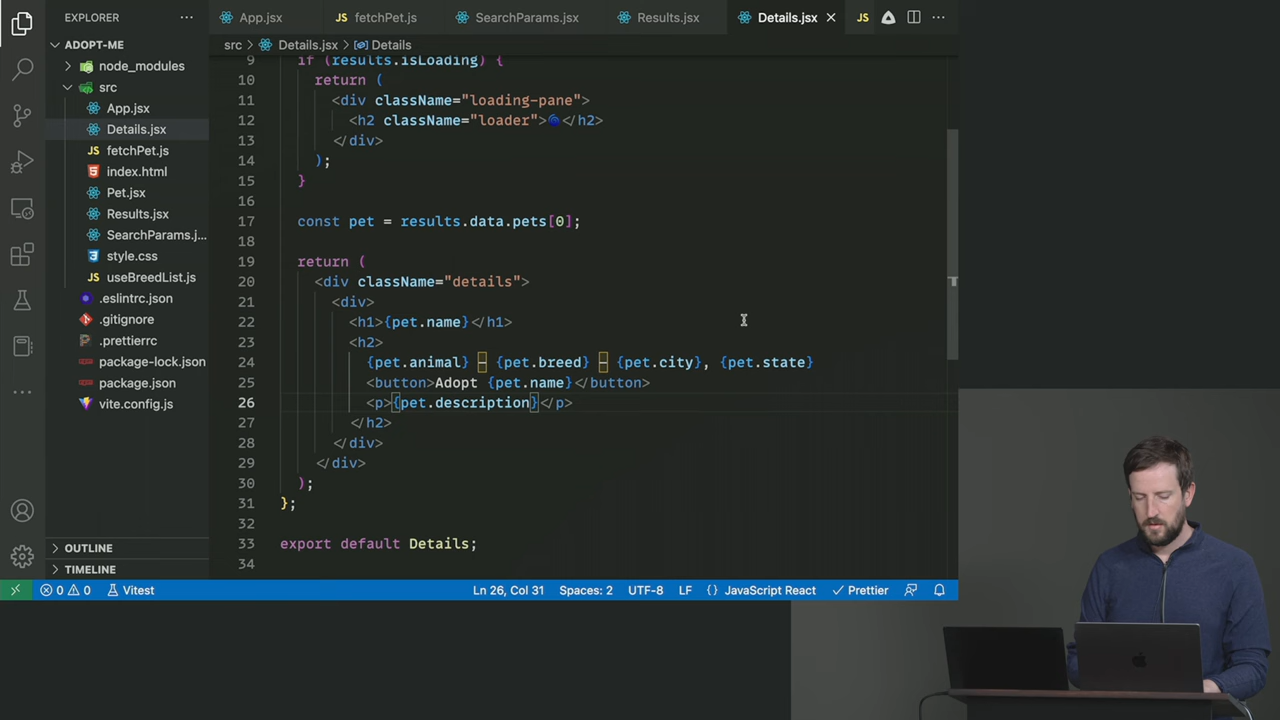 EXPLORER
ADOPT-ME
node_modules
src
App.jsx
Details.jsx
fetchPet.js
index.html
Pet.jsx
Results.jsx
SearchParams.j...
style.css
useBreedList.js
.eslintrc.json
.gitignore
.prettierrc
package-lock.json
package.json
vite.config.js
OUTLINE
TIMELINE
App.jsx JS fetchPet.js SearchParams.jsx Results.jsx Details.jsx JS
src > Details.jsx > Details
9 if (results.isLoading) {
10 return (
11 <div className="loading-pane">
12 <h2 className="loader">🌀</h2>
13 </div>
14 );
15 }
16
17 const pet = results.data.pets[0];
18
19 return (
20 <div className="details">
21 <div>
22 <h1>{pet.name}</h1>
23 <h2>
24 {pet.animal} – {pet.breed} – {pet.city}, {pet.state}
25 <button>Adopt {pet.name}</button>
26 <p>{pet.description}</p>
27 </h2>
28 </div>
29 </div>
30 );
31 };
32
33 export default Details;
34
0 0 Vitest Ln 26, Col 31 Spaces: 2 UTF-8 LF {} JavaScript React Prettier